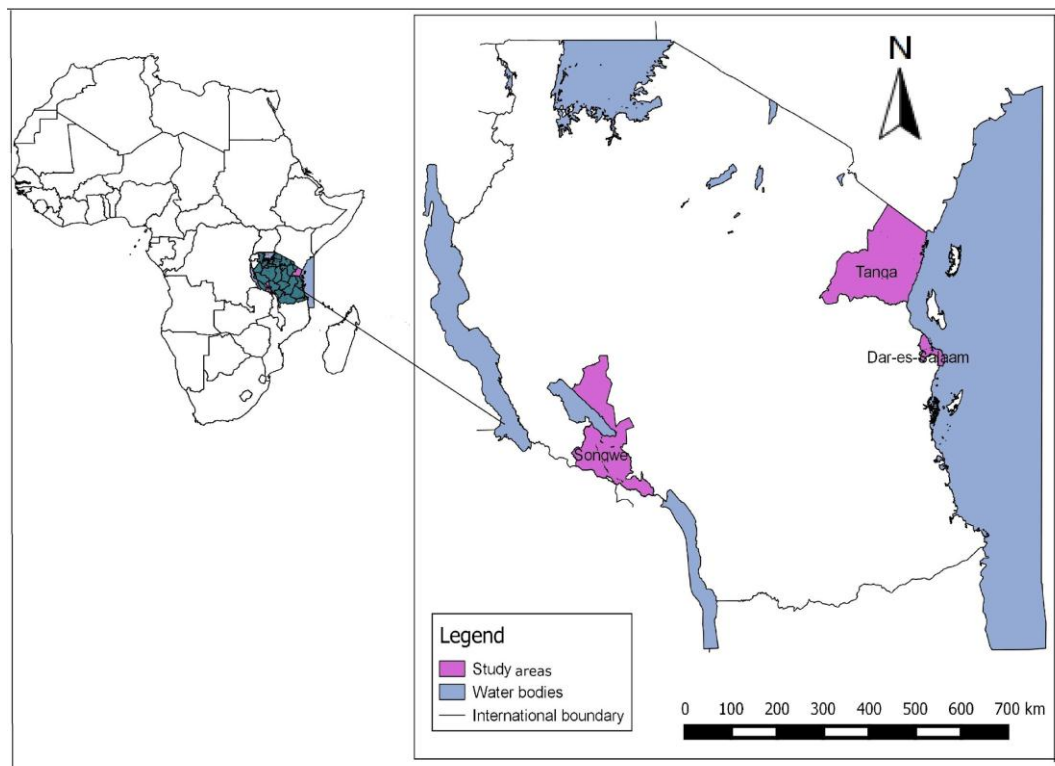 N
Tanga
Dar-es-Salaam
Songwe
Legend
Study areas
Water bodies
International boundary
0 100 200 300 400 500 600 700 km